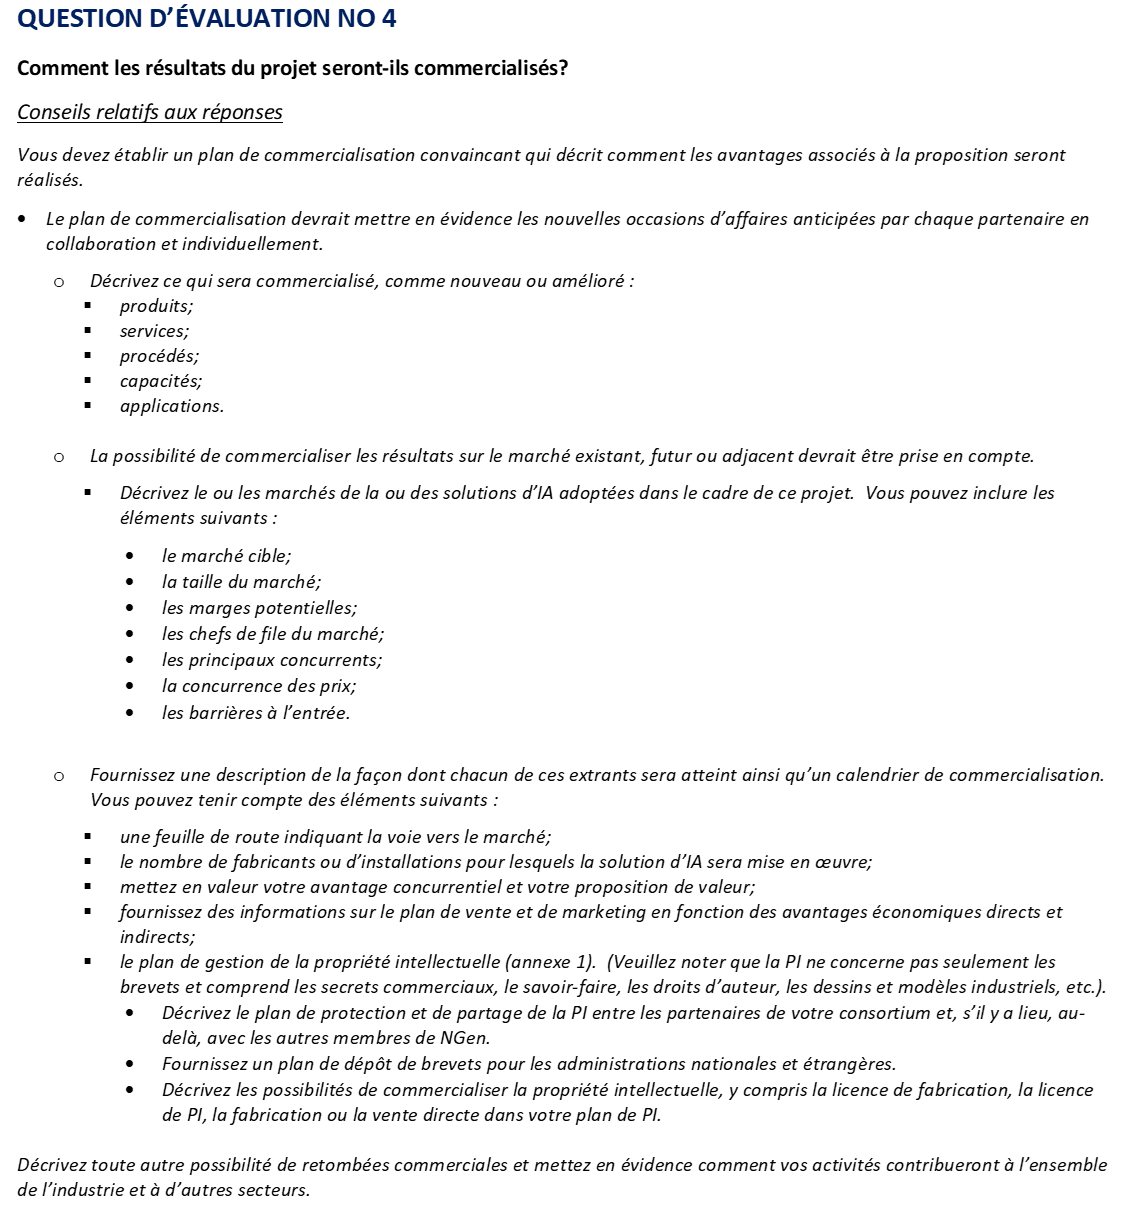 QUESTION D’ÉVALUATION NO 4
Comment les résultats du projet seront-ils commercialisés?
Conseils relatifs aux réponses
Vous devez établir un plan de commercialisation convaincant qui décrit comment les avantages associés à la proposition seront
réalisés.
• Le plan de commercialisation devrait mettre en évidence les nouvelles occasions d’affaires anticipées par chaque partenaire en
collaboration et individuellement.
o Décrivez ce qui sera commercialisé, comme nouveau ou amélioré :
▪ produits;
▪ services;
▪ procédés;
▪ capacités;
▪ applications.
o La possibilité de commercialiser les résultats sur le marché existant, futur ou adjacent devrait être prise en compte.
▪ Décrivez le ou les marchés de la ou des solutions d’IA adoptées dans le cadre de ce projet.  Vous pouvez inclure les
éléments suivants :
• le marché cible;
• la taille du marché;
• les marges potentielles;
• les chefs de file du marché;
• les principaux concurrents;
• la concurrence des prix;
• les barrières à l’entrée.
o Fournissez une description de la façon dont chacun de ces extrants sera atteint ainsi qu’un calendrier de commercialisation.
Vous pouvez tenir compte des éléments suivants :
▪ une feuille de route indiquant la voie vers le marché;
▪ le nombre de fabricants ou d’installations pour lesquels la solution d’IA sera mise en œuvre;
▪ mettez en valeur votre avantage concurrentiel et votre proposition de valeur;
▪ fournissez des informations sur le plan de vente et de marketing en fonction des avantages économiques directs et
indirects;
▪ le plan de gestion de la propriété intellectuelle (annexe 1).  (Veuillez noter que la PI ne concerne pas seulement les
brevets et comprend les secrets commerciaux, le savoir-faire, les droits d’auteur, les dessins et modèles industriels, etc.).
• Décrivez le plan de protection et de partage de la PI entre les partenaires de votre consortium et, s’il y a lieu, au-
delà, avec les autres membres de NGen.
• Fournissez un plan de dépôt de brevets pour les administrations nationales et étrangères.
• Décrivez les possibilités de commercialiser la propriété intellectuelle, y compris la licence de fabrication, la licence
de PI, la fabrication ou la vente directe dans votre plan de PI.
Décrivez toute autre possibilité de retombées commerciales et mettez en évidence comment vos activités contribueront à l’ensemble
de l’industrie et à d’autres secteurs.